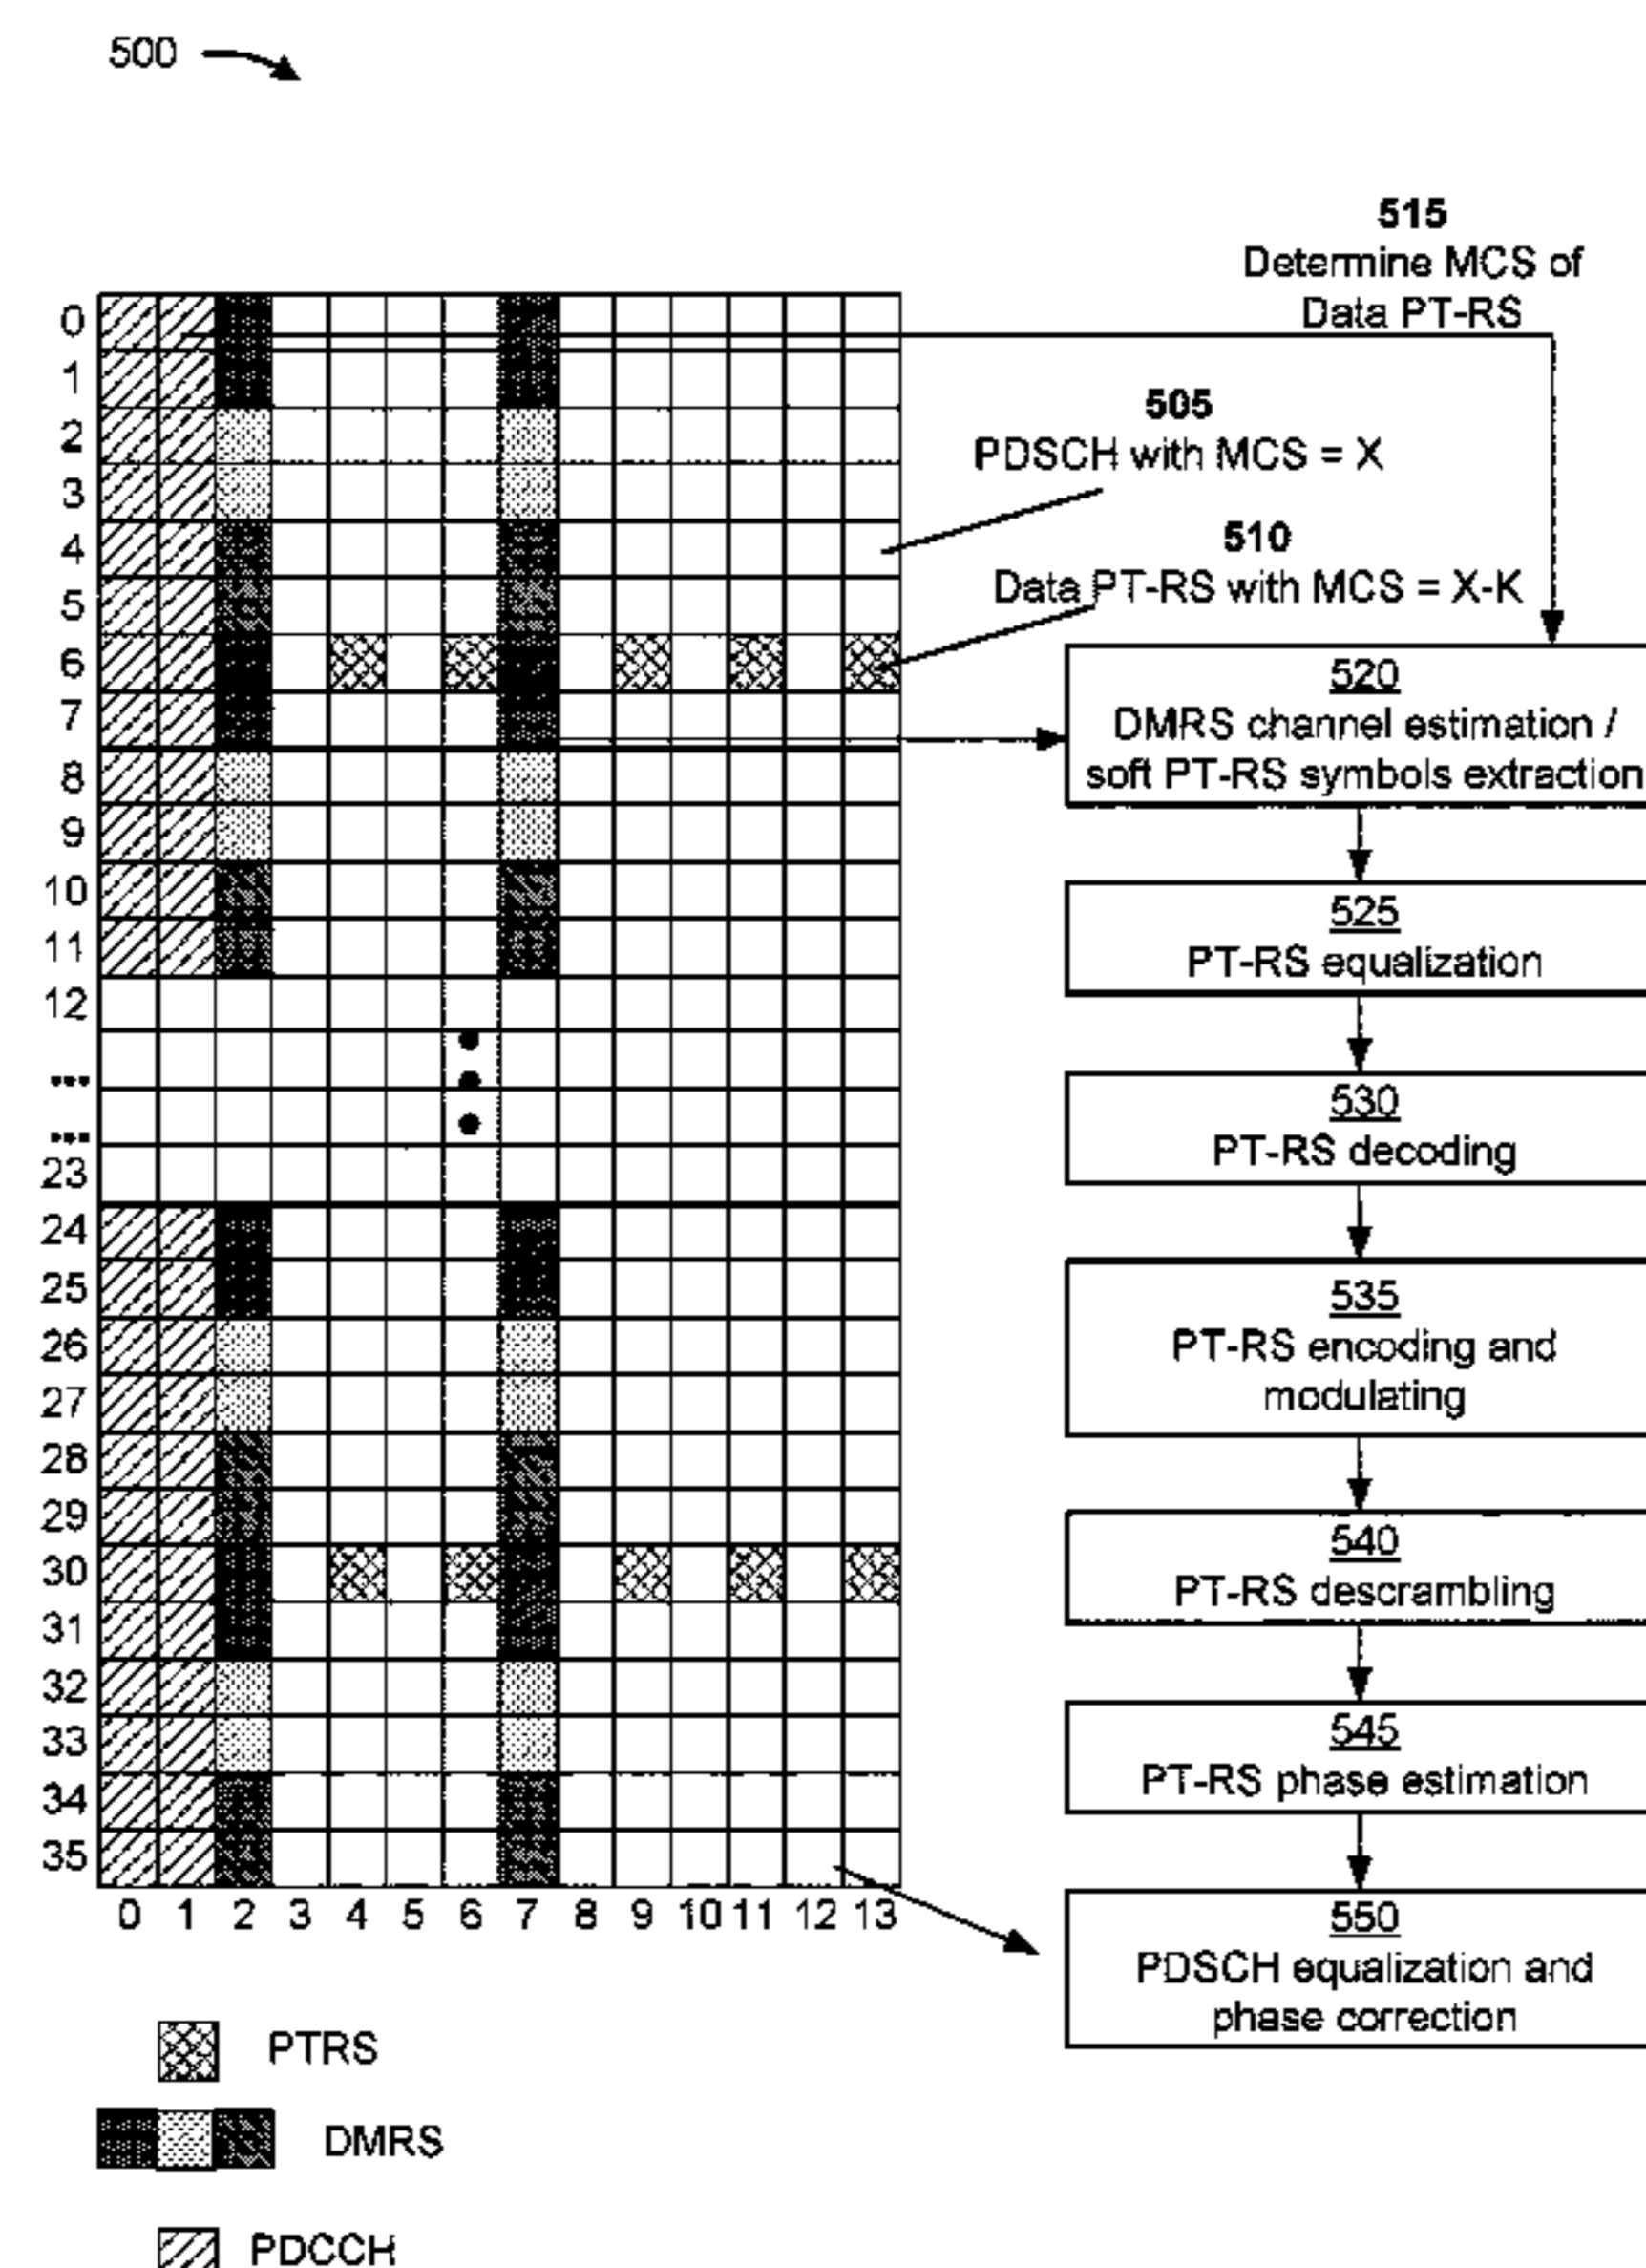 500
515
Determine MCS of
Data PT-RS
505
PDSCH with MCS = X
510
Data PT-RS with MCS = X-K
0
1
2
3
4
5
6
7
8
9
10
11
12
...
...
23
24
25
26
27
28
29
30
31
32
33
34
35
0 1 2 3 4 5 6 7 8 9 10 11 12 13
520
DMRS channel estimation /
soft PT-RS symbols extraction
525
PT-RS equalization
530
PT-RS decoding
535
PT-RS encoding and
modulating
540
PT-RS descrambling
545
PT-RS phase estimation
550
PDSCH equalization and
phase correction
PTRS
DMRS
PDCCH